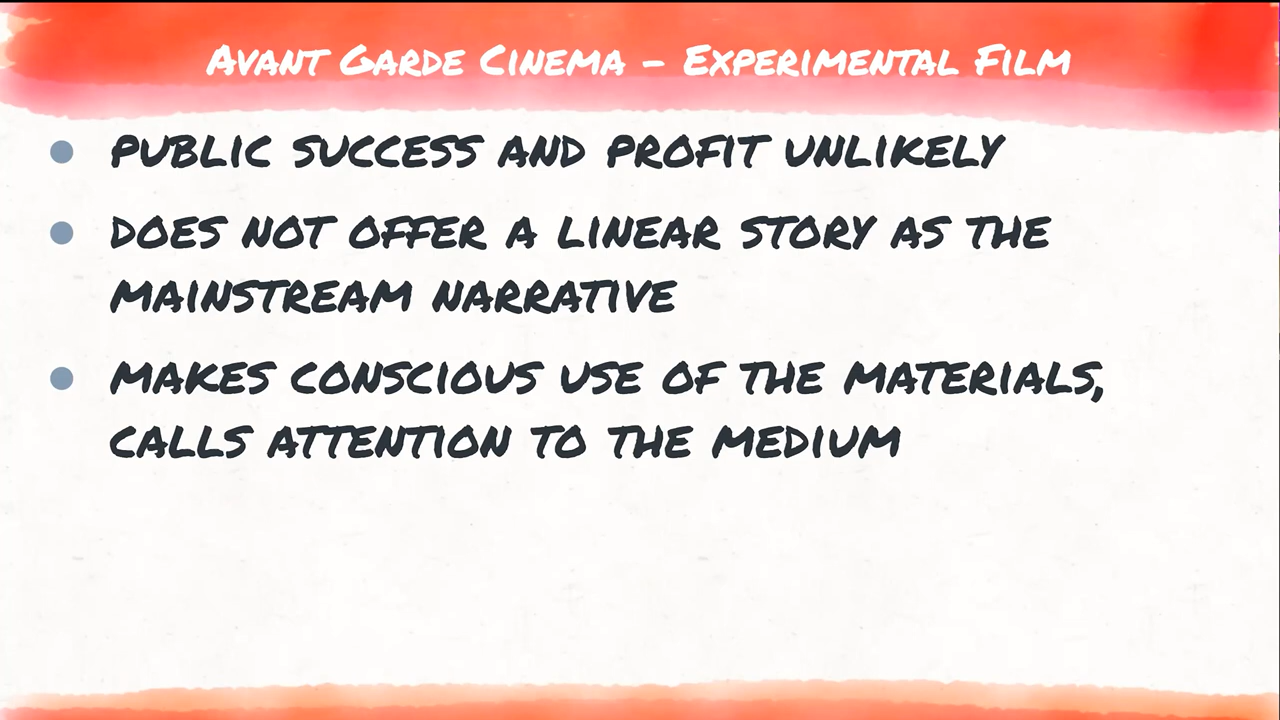 Avant Garde Cinema – Experimental Film
• PUBLIC SUCCESS AND PROFIT UNLIKELY
• DOES NOT OFFER A LINEAR STORY AS THE
MAINSTREAM NARRATIVE
• MAKES CONSCIOUS USE OF THE MATERIALS,
CALLS ATTENTION TO THE MEDIUM